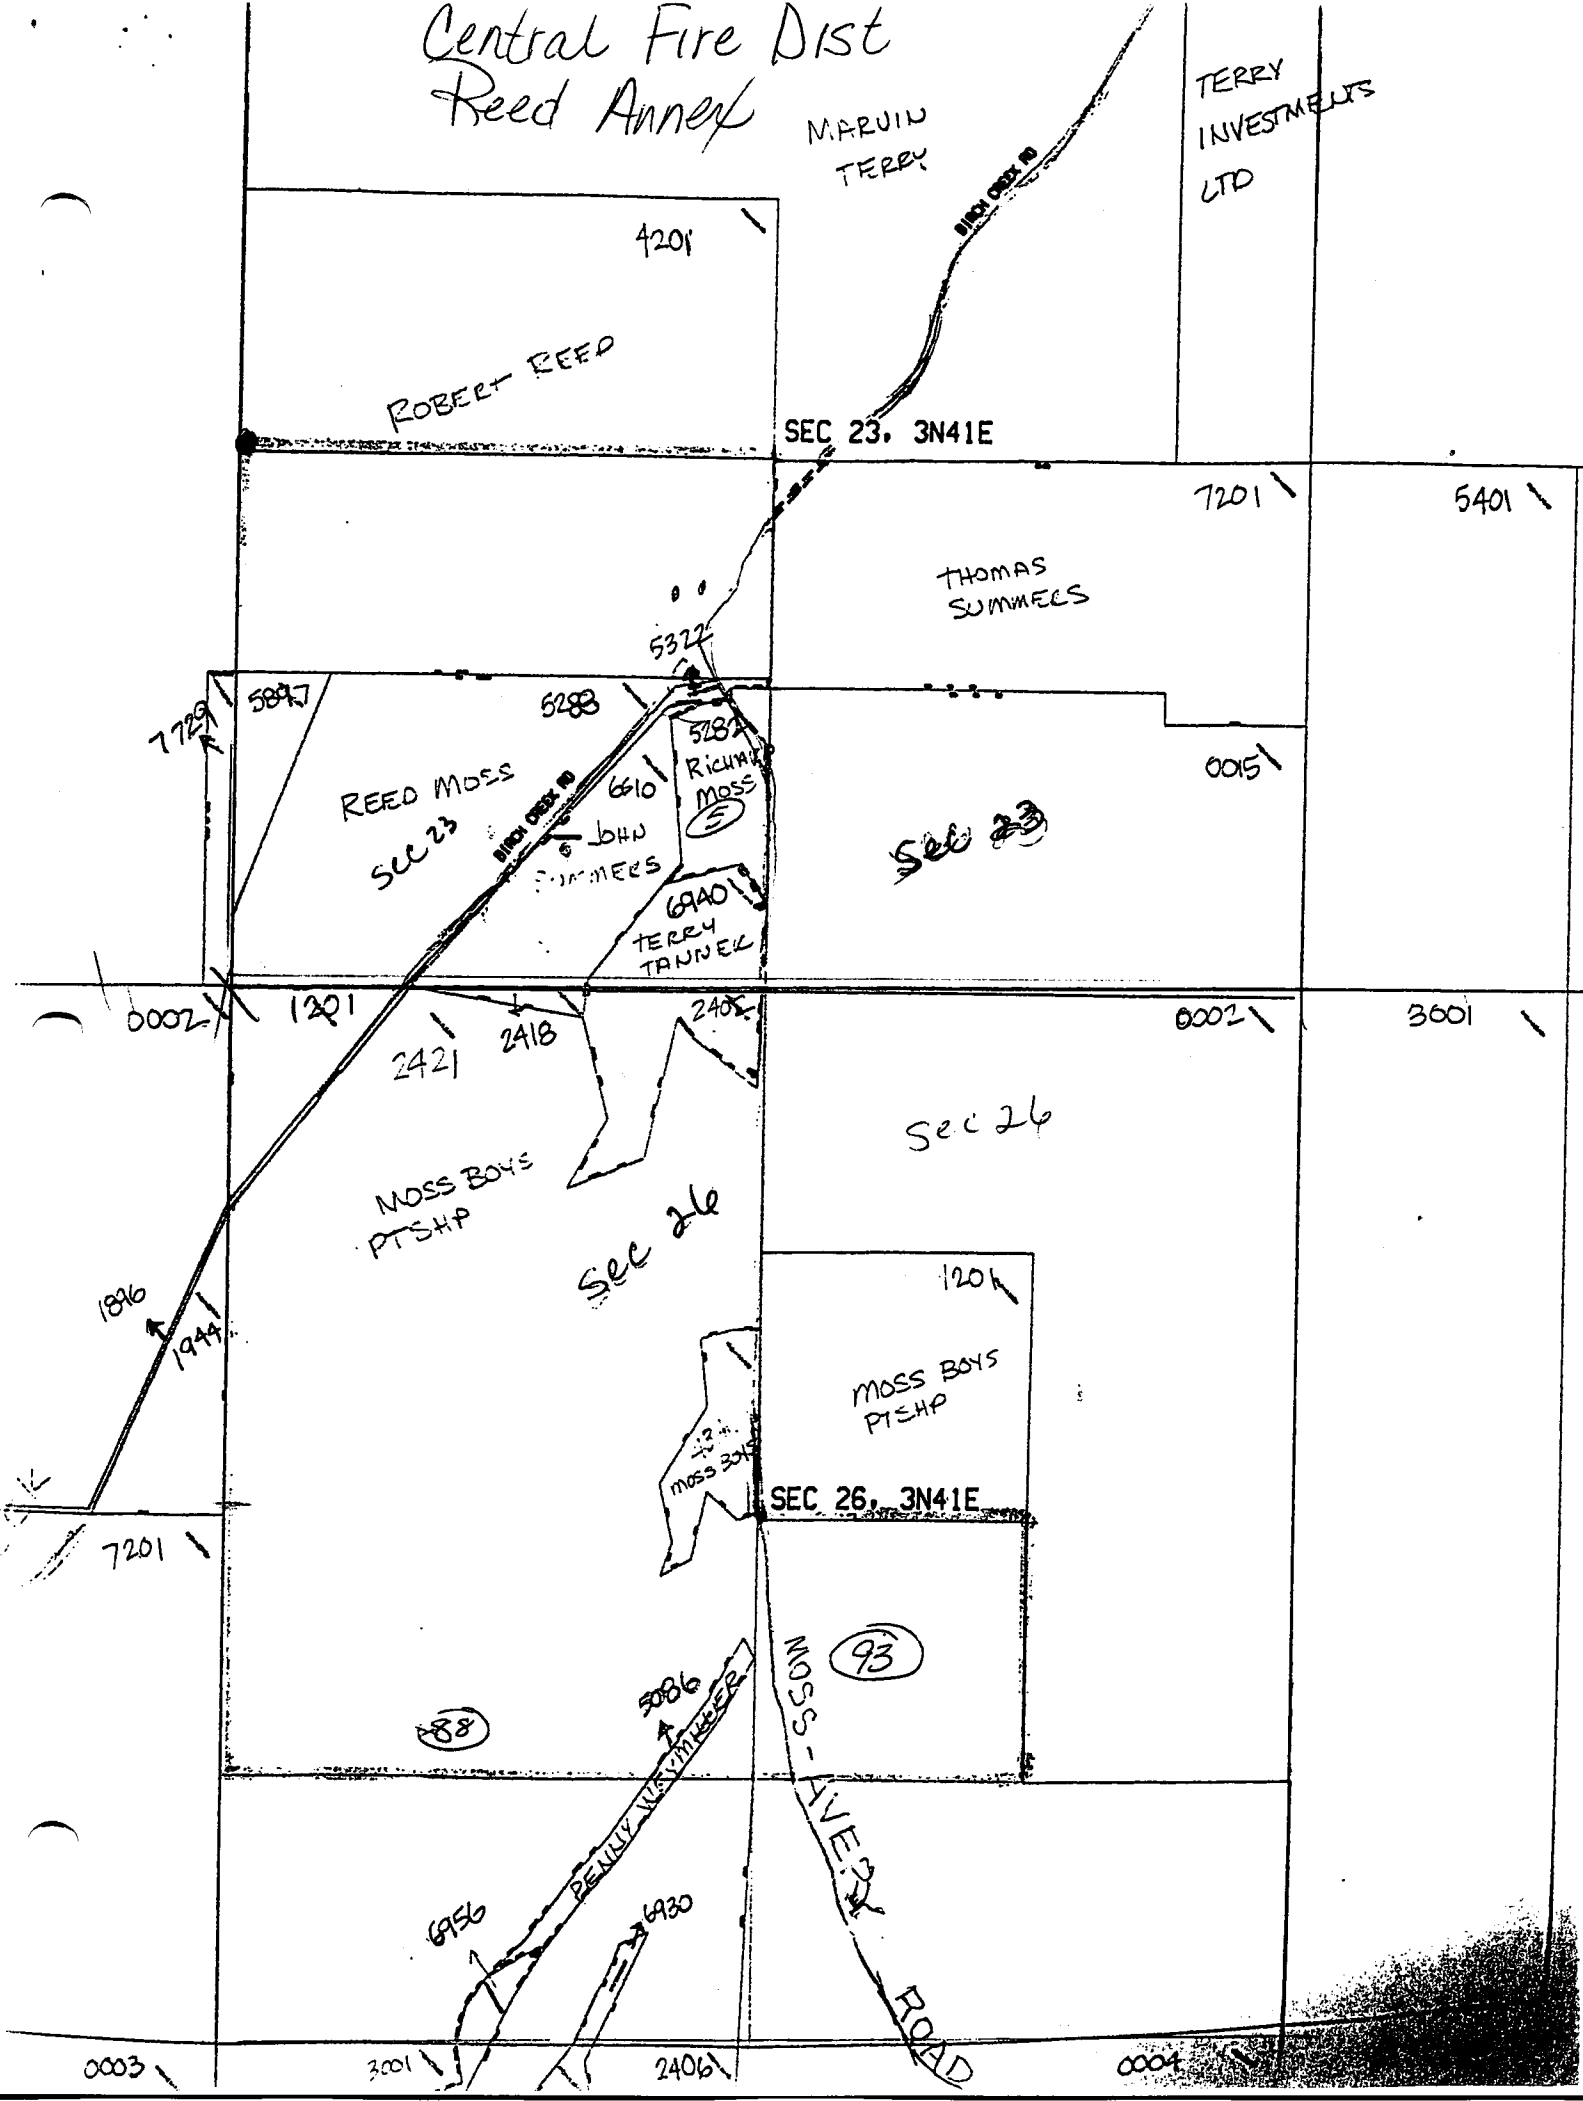 Central Fire Dist
Reed Annex
MARVIN
TERRY
TERRY
INVESTMENTS
LTD
BIRCH CREEK RD
4201
ROBERT REED
SEC 23, 3N41E
7201
5401
THOMAS
SUMMERS
5322
7729
5897
5288
5282
RICHARD
MOSS
5
REED MOSS
SEC 23
BIRCH CREEK RD
6610
JOHN
SUMMERS
0015
Sec 23
6940
TERRY
TANNER
0002
1201
2421
2418
2405
0002
3601
Sec 26
MOSS BOYS
PTSHP
Sec 26
1896
1944
1201
MOSS BOYS
PTSHP
MOSS BOYS
SEC 26, 3N41E
7201
93
88
5086
PENNY WAYMIRER
MOSS-AVERY
ROAD
6956
6930
0003
3001
2406
0004